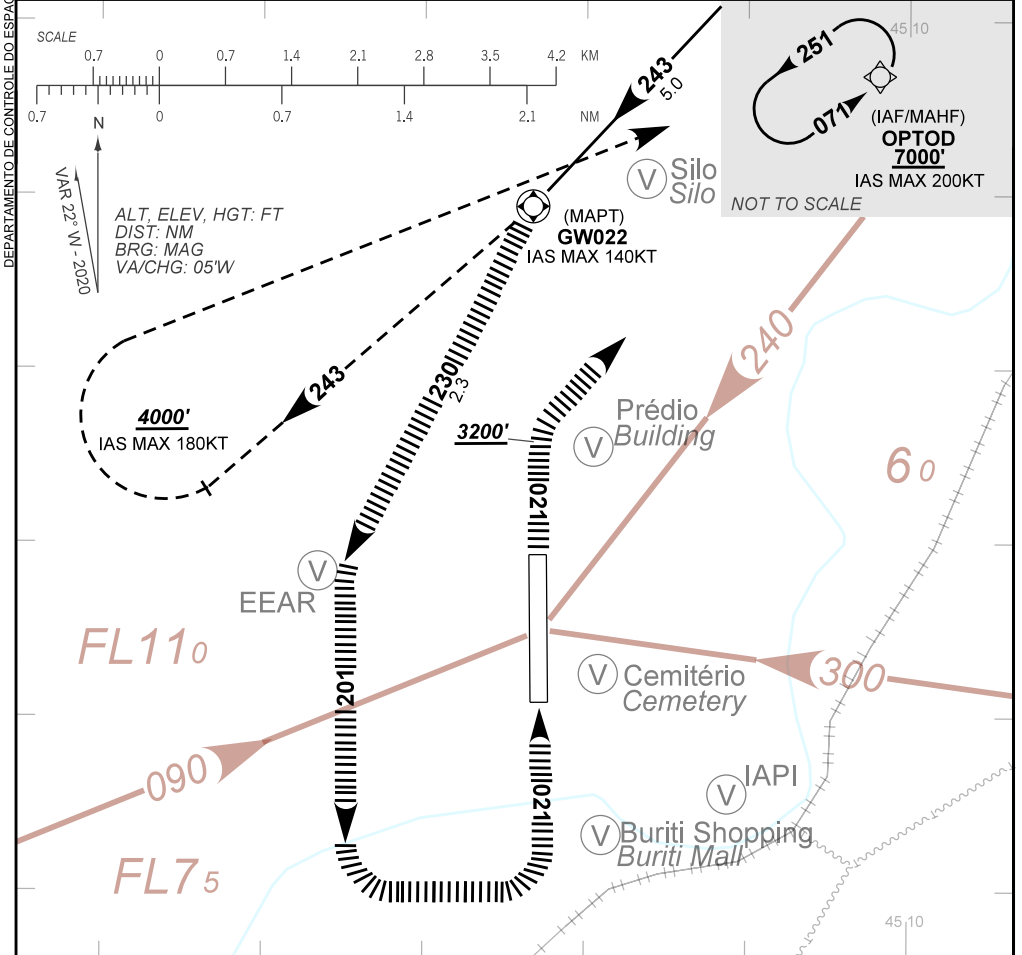 DEPARTAMENTO DE CONTROLE DO ESPAÇ
SCALE
0.7 0 0.7 1.4 2.1 2.8 3.5 4.2 KM
0.7 0 0.7 1.4 2.1 NM
N
VAR 22° W - 2020
ALT, ELEV, HGT: FT
DIST: NM
BRG: MAG
VA/CHG: 05'W
243
5.0
45 10
251
071
(IAF/MAHF)
OPTOD
7000'
IAS MAX 200KT
NOT TO SCALE
V Silo
Silo
(MAPT)
GW022
IAS MAX 140KT
240
243
230
2.3
4000'
IAS MAX 180KT
3200'
Prédio
V Building
60
021
V
EEAR
FL110
201
V Cemitério
Cemetery
300
090
IAPI
V
021
V Buriti Shopping
Buriti Mall
FL75
45 10